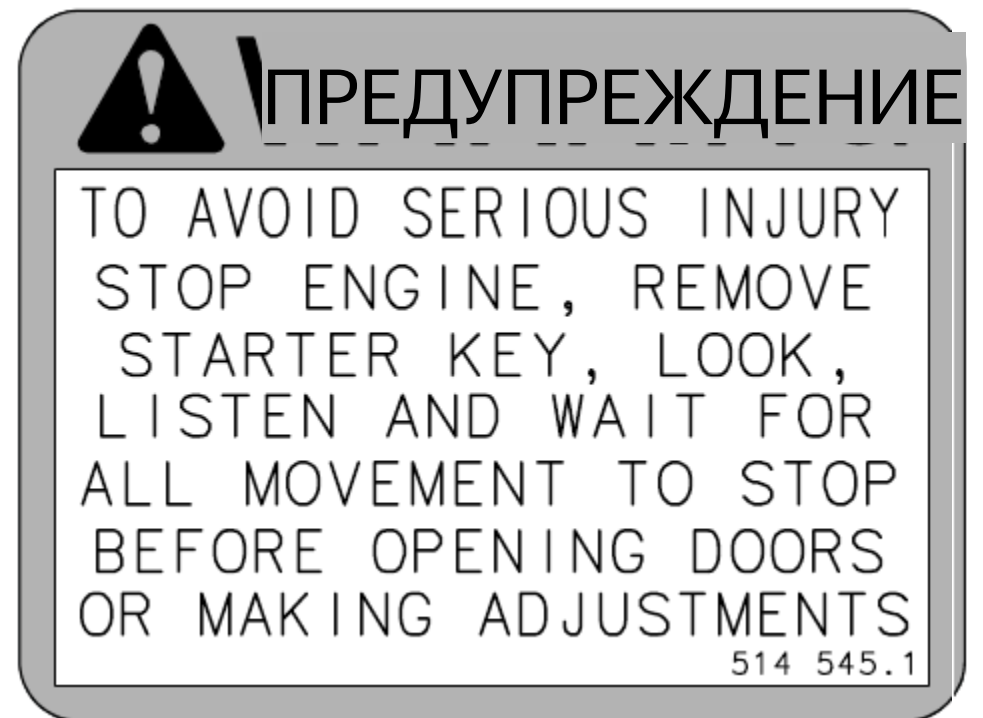 ПРЕДУПРЕЖДЕНИЕ
TO AVOID SERIOUS INJURY
STOP ENGINE, REMOVE
STARTER KEY, LOOK,
LISTEN AND WAIT FOR
ALL MOVEMENT TO STOP
BEFORE OPENING DOORS
OR MAKING ADJUSTMENTS
514 545.1